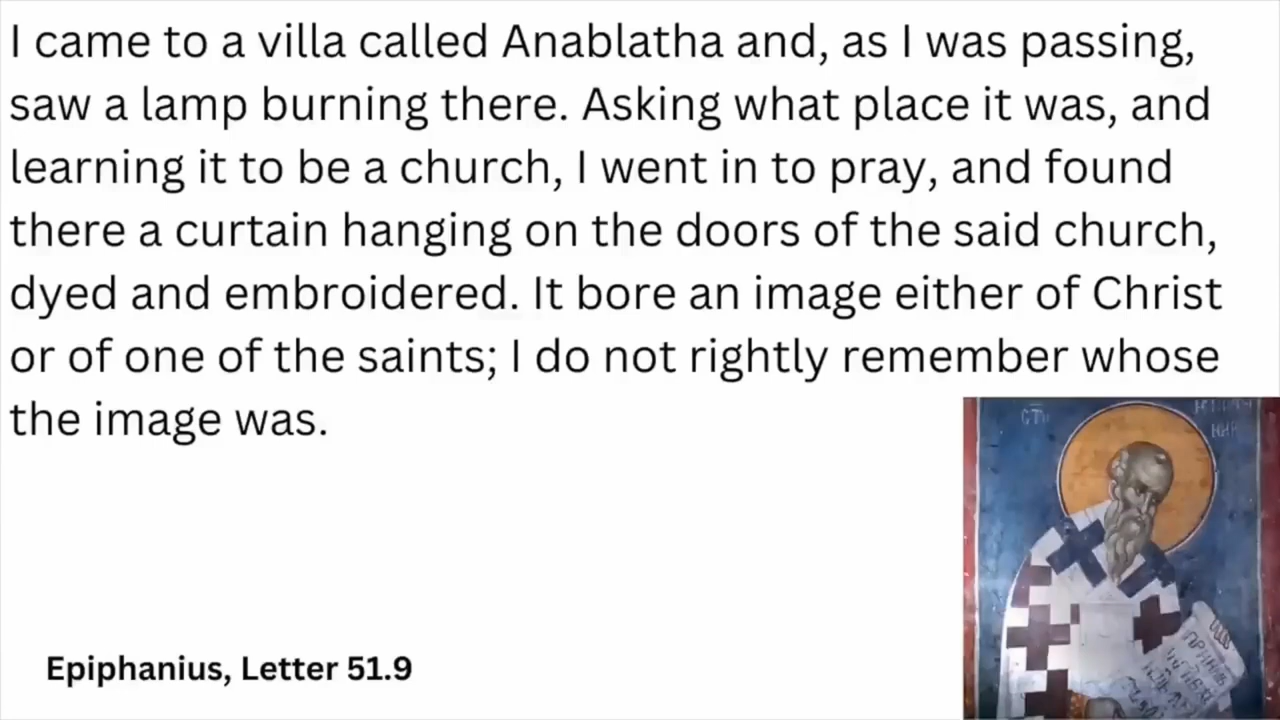 I came to a villa called Anablatha and, as I was passing,
saw a lamp burning there. Asking what place it was, and
learning it to be a church, I went in to pray, and found
there a curtain hanging on the doors of the said church,
dyed and embroidered. It bore an image either of Christ
or of one of the saints; I do not rightly remember whose
the image was.
Epiphanius, Letter 51.9